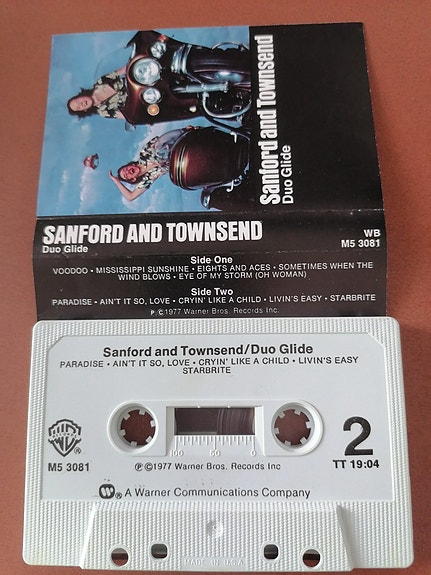 Sanford and Townsend
Duo Glide
SANFORD AND TOWNSEND
Duo Glide
WB
M5 3081
Side One
VOODOO • MISSISSIPPI SUNSHINE • EIGHTS AND ACES • SOMETIMES WHEN THE
WIND BLOWS • EYE OF MY STORM (OH WOMAN)
Side Two
PARADISE • AIN'T IT SO, LOVE • CRYIN' LIKE A CHILD • LIVIN'S EASY • STARBRITE
℗ © 1977 Warner Bros. Records Inc.
Sanford and Townsend/Duo Glide
PARADISE • AIN'T IT SO, LOVE • CRYIN' LIKE A CHILD • LIVIN'S EASY
STARBRITE
100 50 0
2
M5 3081
℗ © 1977 Warner Bros. Records Inc
TT 19:04
A Warner Communications Company
MADE IN U.S.A.